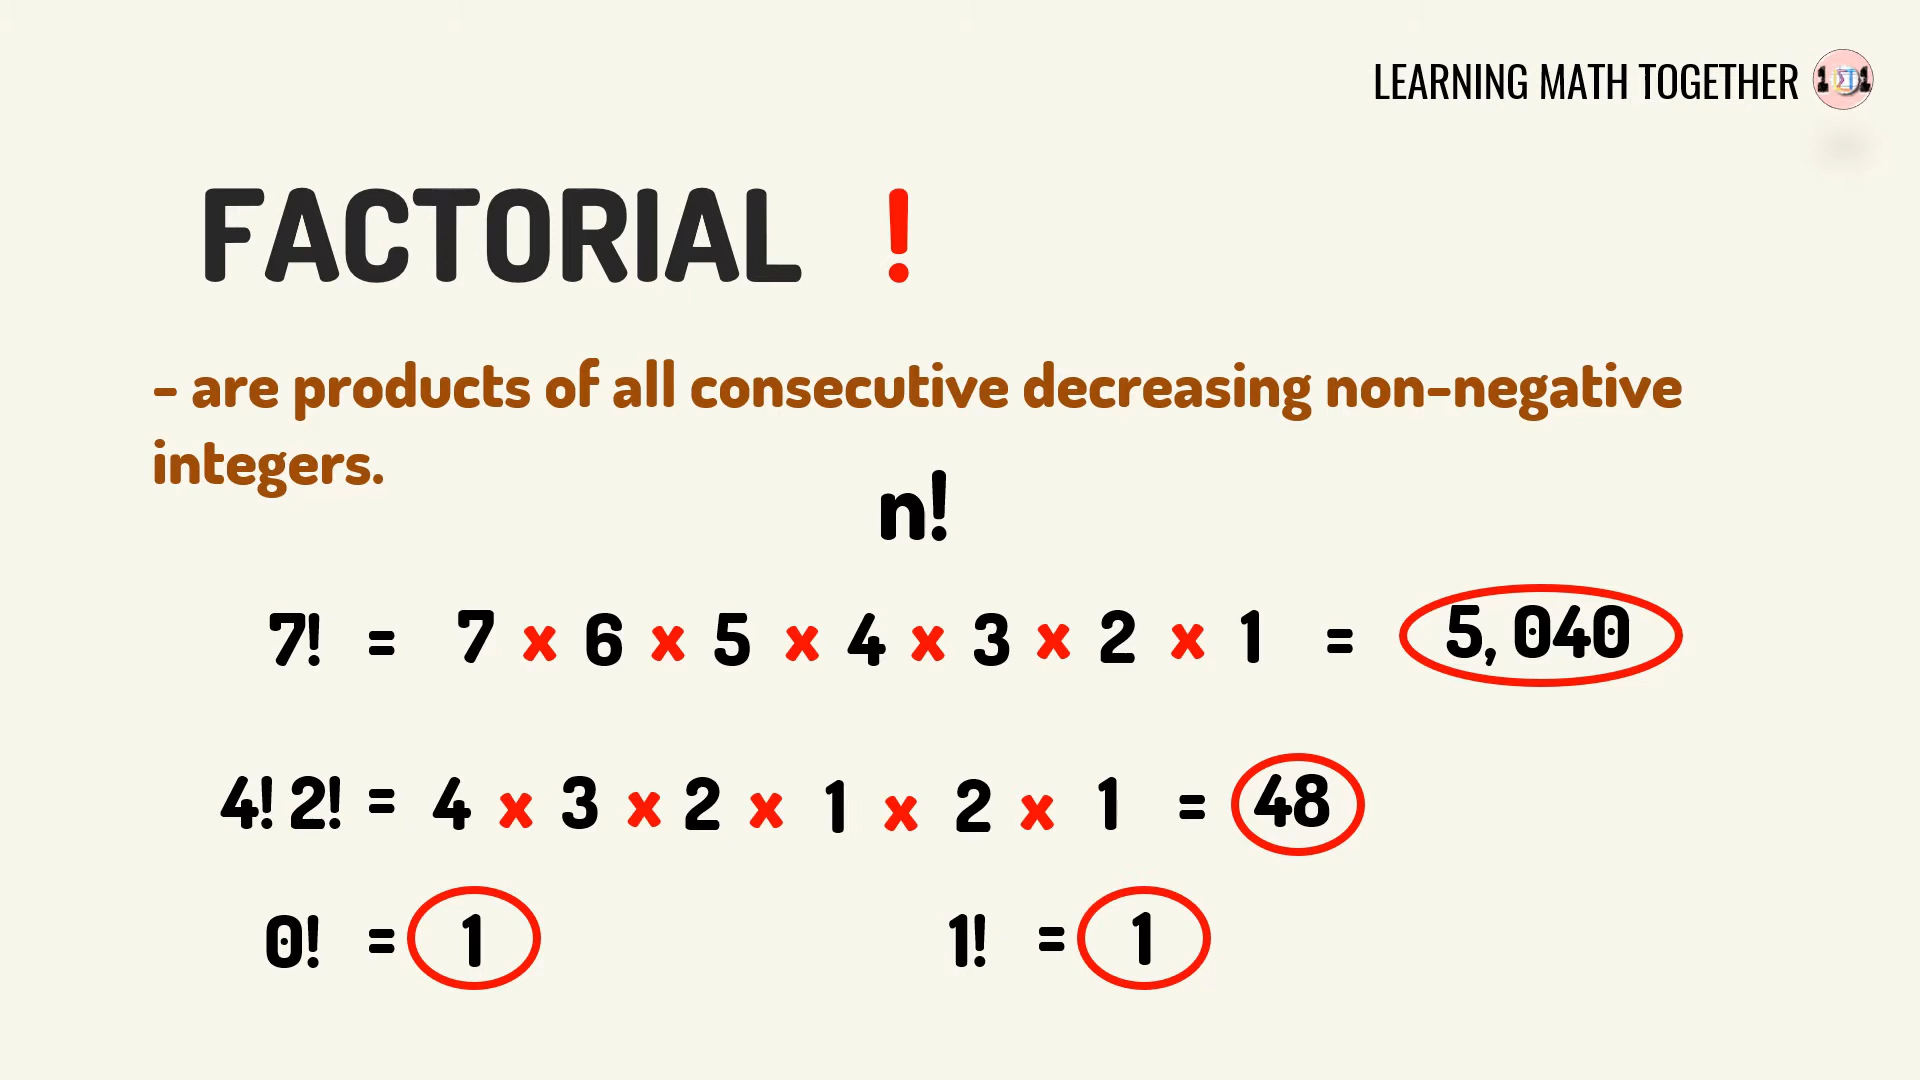 LEARNING MATH TOGETHER
FACTORIAL !
- are products of all consecutive decreasing non-negative
integers.
n!
7! = 7 x 6 x 5 x 4 x 3 x 2 x 1 = 5, 040
4! 2! = 4 x 3 x 2 x 1 x 2 x 1 = 48
0! = 1 1! = 1